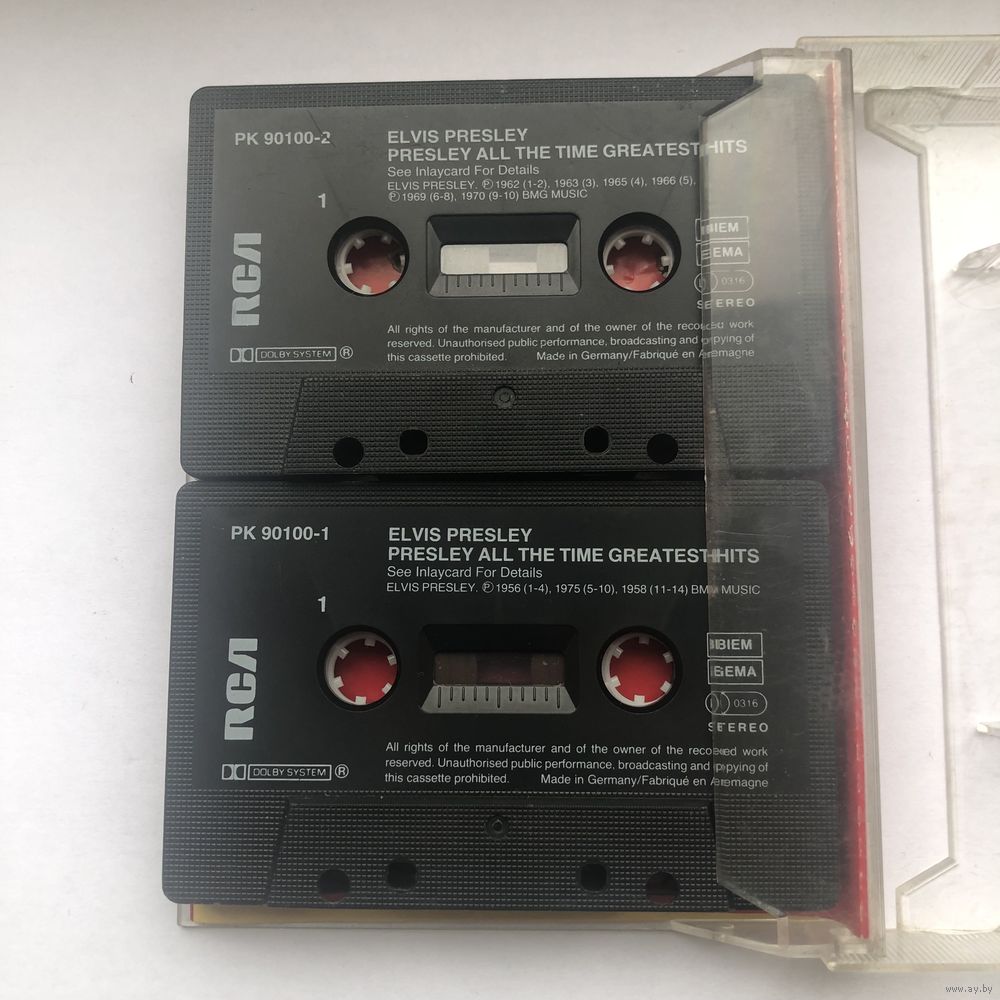 PK 90100-2
ELVIS PRESLEY
PRESLEY ALL THE TIME GREATEST HITS
See Inlaycard For Details
ELVIS PRESLEY. Ⓟ 1962 (1-2), 1963 (3), 1965 (4), 1966 (5),
Ⓟ 1969 (6-8), 1970 (9-10) BMG MUSIC
1
BIEM
GEMA
0316
STEREO
RCA
All rights of the manufacturer and of the owner of the recorded work
reserved. Unauthorised public performance, broadcasting and copying of
this cassette prohibited. Made in Germany/Fabriqué en Allemagne
DOLBY SYSTEM ®
PK 90100-1
ELVIS PRESLEY
PRESLEY ALL THE TIME GREATEST HITS
See Inlaycard For Details
ELVIS PRESLEY. Ⓟ 1956 (1-4), 1975 (5-10), 1958 (11-14) BMG MUSIC
1
BIEM
GEMA
0316
STEREO
RCA
All rights of the manufacturer and of the owner of the recorded work
reserved. Unauthorised public performance, broadcasting and copying of
this cassette prohibited. Made in Germany/Fabriqué en Allemagne
DOLBY SYSTEM ®
www.ay.by